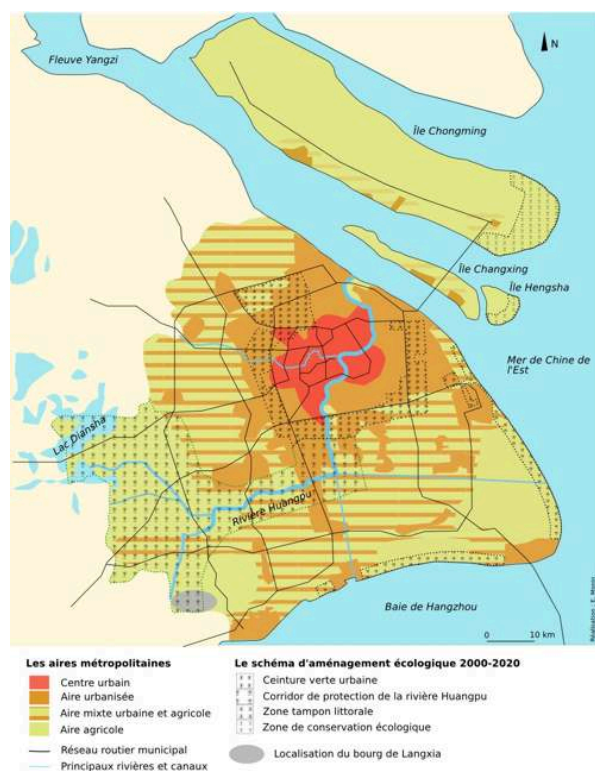 Fleuve Yangzi
N
Île Chongming
Île Changxing
Île Hengsha
Mer de Chine de
l'Est
Lac Diansha
Rivière Huangpu
Baie de Hangzhou
0 10 km
Réalisation : E. Monin
Les aires métropolitaines
Centre urbain
Aire urbanisée
Aire mixte urbaine et agricole
Aire agricole
Réseau routier municipal
Principaux rivières et canaux
Le schéma d'aménagement écologique 2000-2020
Ceinture verte urbaine
Corridor de protection de la rivière Huangpu
Zone tampon littorale
Zone de conservation écologique
Localisation du bourg de Langxia